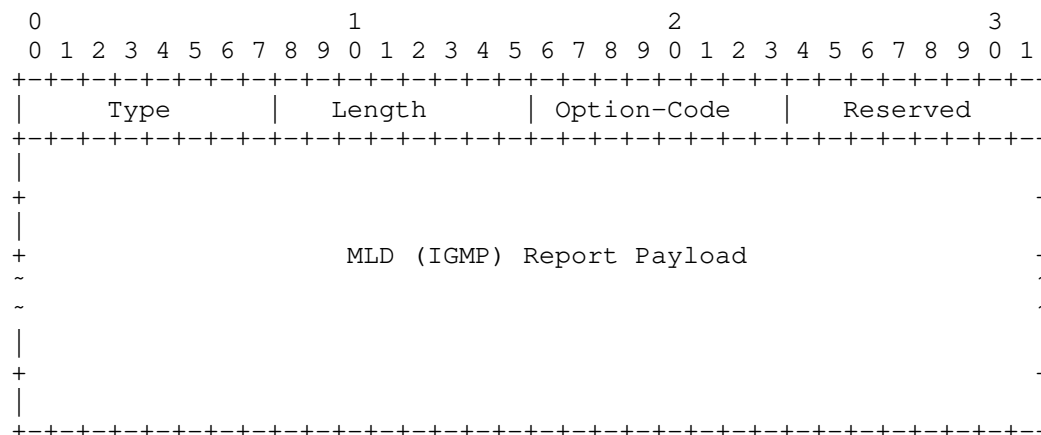 0                   1                   2                   3
 0 1 2 3 4 5 6 7 8 9 0 1 2 3 4 5 6 7 8 9 0 1 2 3 4 5 6 7 8 9 0 1
+-+-+-+-+-+-+-+-+-+-+-+-+-+-+-+-+-+-+-+-+-+-+-+-+-+-+-+-+-+-+-+-
|     Type      |   Length      | Option-Code   |   Reserved
+-+-+-+-+-+-+-+-+-+-+-+-+-+-+-+-+-+-+-+-+-+-+-+-+-+-+-+-+-+-+-+-
|
+                                                               -
|
+                    MLD (IGMP) Report Payload                  -
~                                                               ~
~                                                               ~
|
+                                                               -
|
+-+-+-+-+-+-+-+-+-+-+-+-+-+-+-+-+-+-+-+-+-+-+-+-+-+-+-+-+-+-+-+-